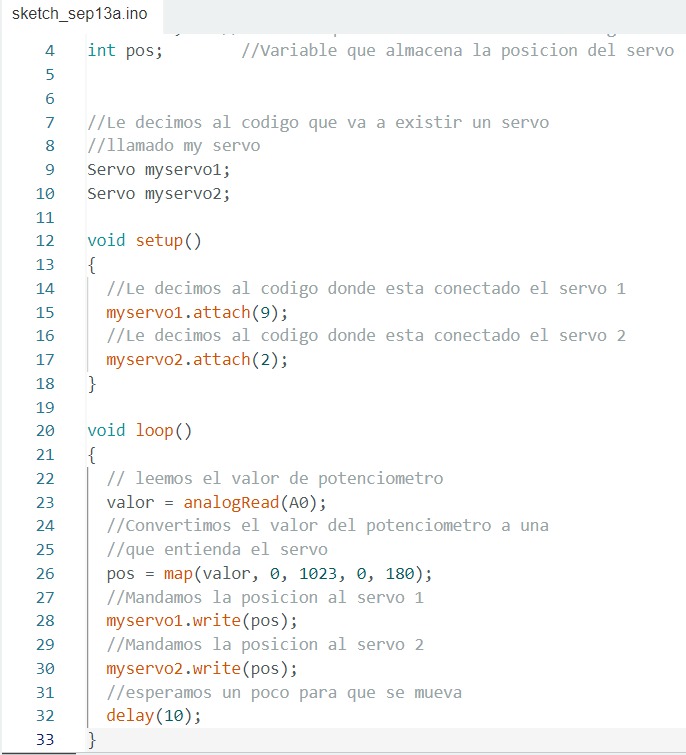 sketch_sep13a.ino
4 int pos; //Variable que almacena la posicion del servo
5
6
7 //Le decimos al codigo que va a existir un servo
8 //llamado my servo
9 Servo myservo1;
10 Servo myservo2;
11
12 void setup()
13 {
14 //Le decimos al codigo donde esta conectado el servo 1
15 myservo1.attach(9);
16 //Le decimos al codigo donde esta conectado el servo 2
17 myservo2.attach(2);
18 }
19
20 void loop()
21 {
22 // leemos el valor de potenciometro
23 valor = analogRead(A0);
24 //Convertimos el valor del potenciometro a una
25 //que entienda el servo
26 pos = map(valor, 0, 1023, 0, 180);
27 //Mandamos la posicion al servo 1
28 myservo1.write(pos);
29 //Mandamos la posicion al servo 2
30 myservo2.write(pos);
31 //esperamos un poco para que se mueva
32 delay(10);
33 }